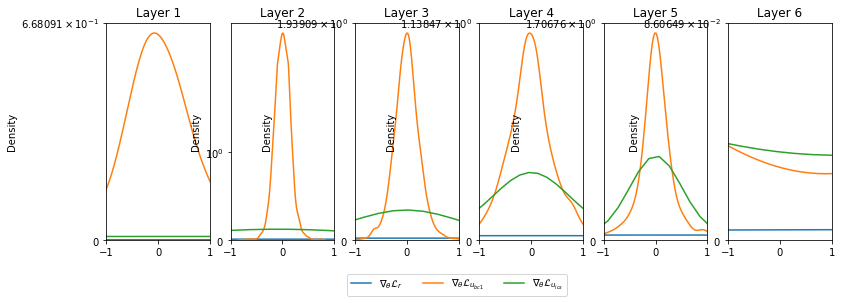 Layer 1 Layer 2 Layer 3 Layer 4 Layer 5 Layer 6
6.68091 × 10⁻¹ 1.93909 × 10⁰ 1.13847 × 10⁰ 1.70676 × 10⁰ 8.60649 × 10⁻²
Density Density Density Density Density Density
10⁰
0 0 0 0 0 0
−1 0 1 −1 0 1 −1 0 1 −1 0 1 −1 0 1 −1 0 1
∇θℒr ∇θℒu_bc1 ∇θℒu_ics